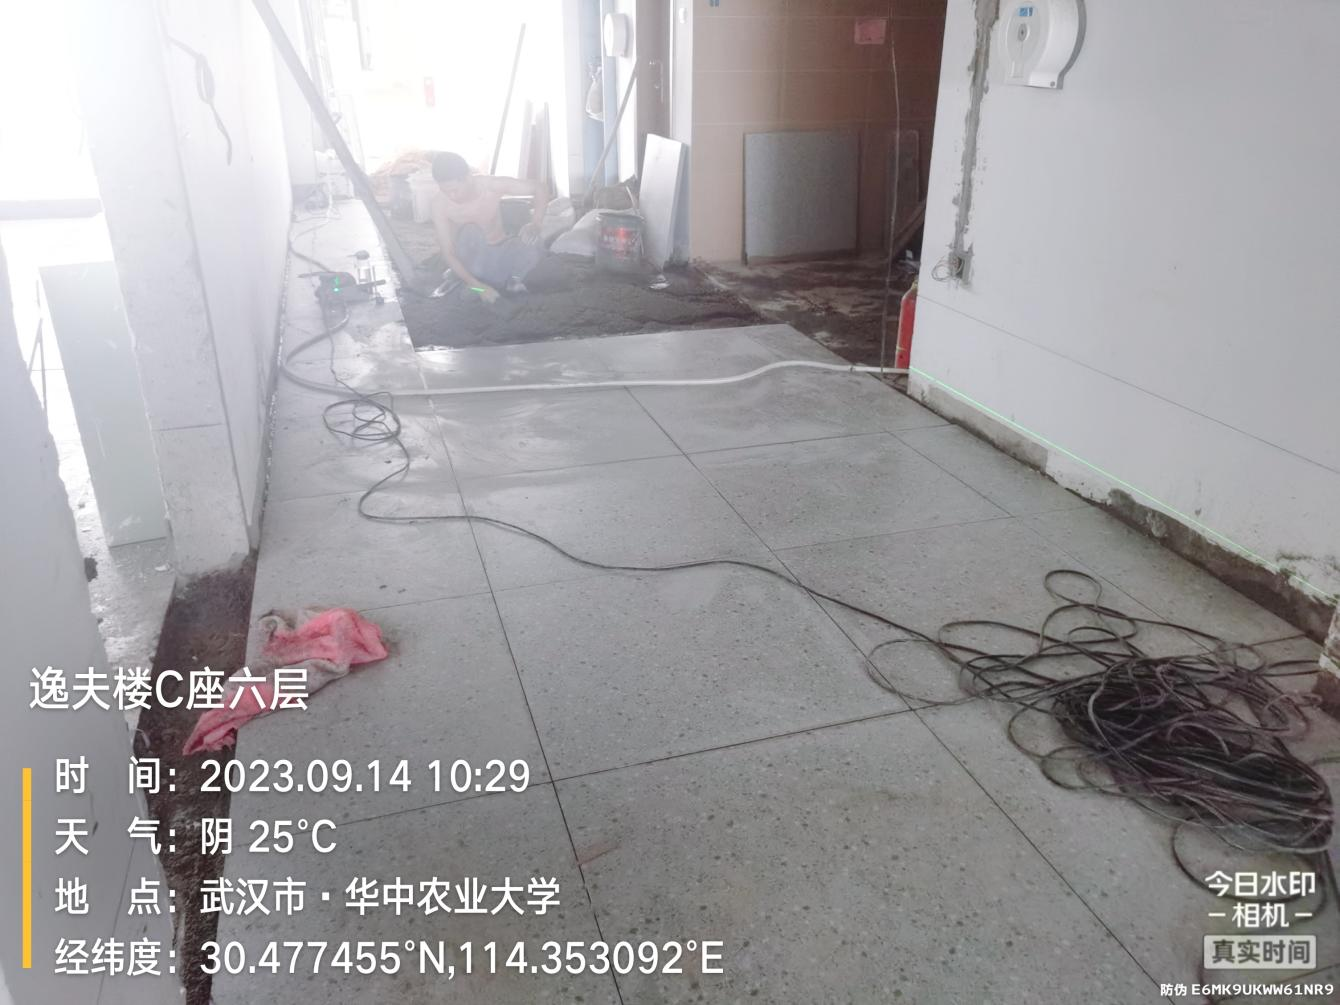 逸夫楼C座六层
时 间：2023.09.14 10:29
天 气：阴 25°C
地 点：武汉市·华中农业大学
经纬度：30.477455°N,114.353092°E
今日水印
相机
真实时间
防伪 E6MK9UKWW61NR9